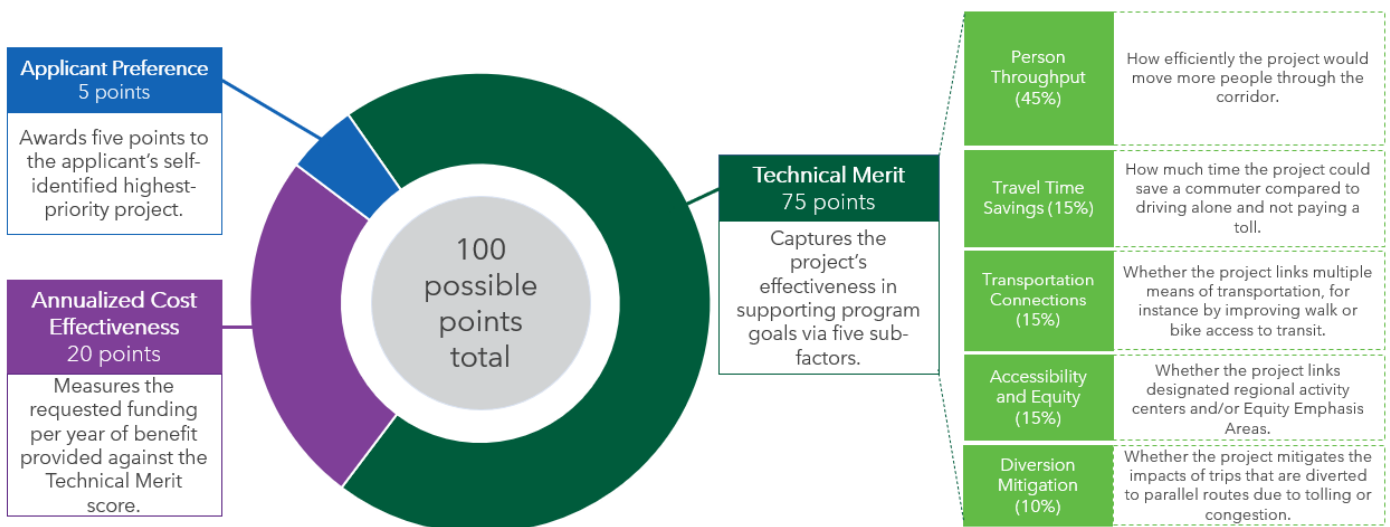 Applicant Preference
5 points
Awards five points to
the applicant's self-
identified highest-
priority project.
Annualized Cost
Effectiveness
20 points
Measures the
requested funding
per year of benefit
provided against the
Technical Merit
score.
100
possible
points
total
Technical Merit
75 points
Captures the
project's
effectiveness in
supporting program
goals via five sub-
factors.
Person
Throughput
(45%)
How efficiently the project would
move more people through the
corridor.
Travel Time
Savings (15%)
How much time the project could
save a commuter compared to
driving alone and not paying a
toll.
Transportation
Connections
(15%)
Whether the project links multiple
means of transportation, for
instance by improving walk or
bike access to transit.
Accessibility
and Equity
(15%)
Whether the project links
designated regional activity
centers and/or Equity Emphasis
Areas.
Diversion
Mitigation
(10%)
Whether the project mitigates the
impacts of trips that are diverted
to parallel routes due to tolling or
congestion.